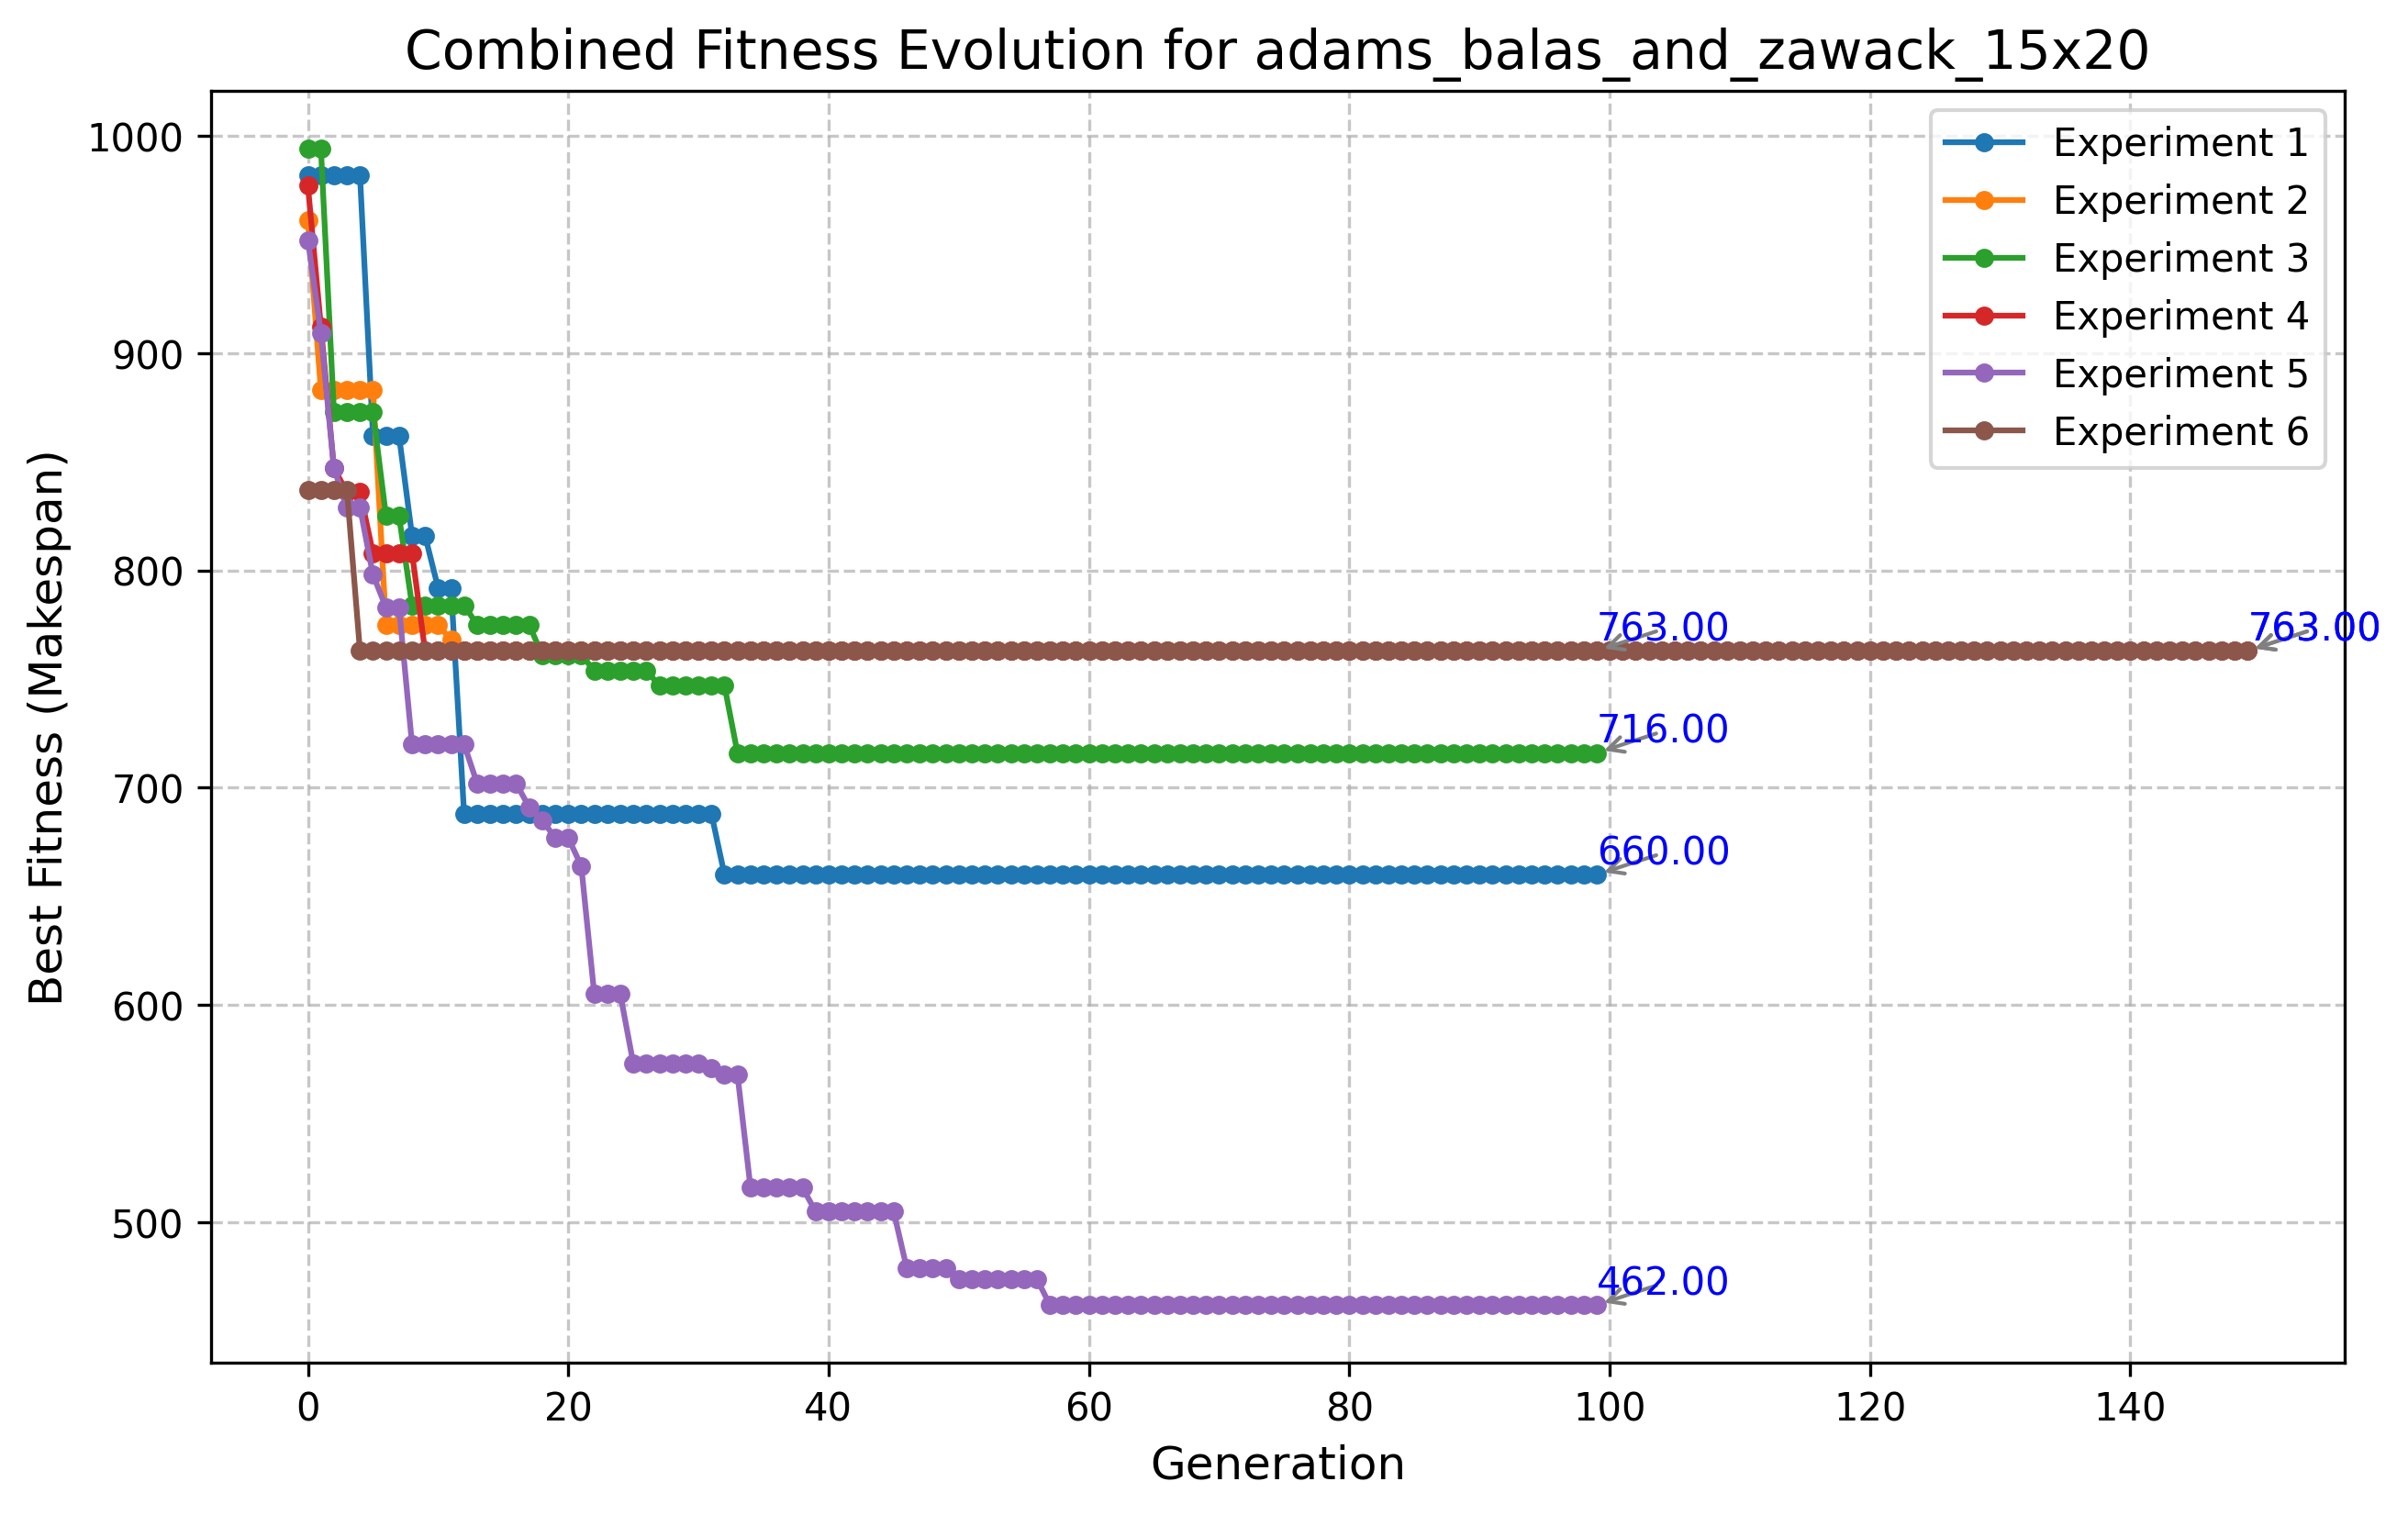 Combined Fitness Evolution for adams_balas_and_zawack_15x20
Best Fitness (Makespan)
1000
900
800
700
600
500
Experiment 1
Experiment 2
Experiment 3
Experiment 4
Experiment 5
Experiment 6
763.00
763.00
716.00
660.00
462.00
0
20
40
60
80
100
120
140
Generation